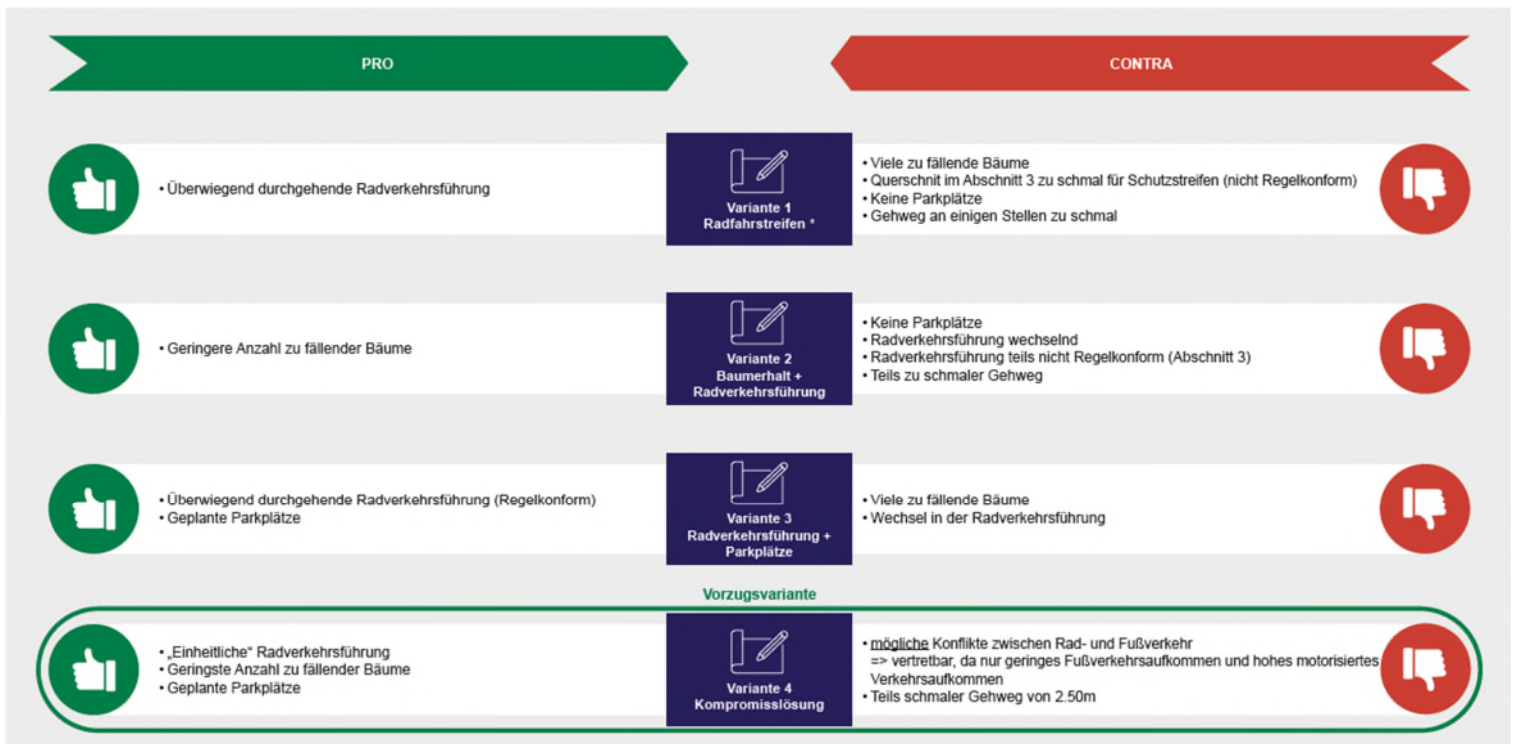 PRO
CONTRA
• Überwiegend durchgehende Radverkehrsführung
Variante 1
Radfahrstreifen *
• Viele zu fällende Bäume
• Querschnit im Abschnitt 3 zu schmal für Schutzstreifen (nicht Regelkonform)
• Keine Parkplätze
• Gehweg an einigen Stellen zu schmal
• Geringere Anzahl zu fällender Bäume
Variante 2
Baumerhalt +
Radverkehrsführung
• Keine Parkplätze
• Radverkehrsführung wechselnd
• Radverkehrsführung teils nicht Regelkonform (Abschnitt 3)
• Teils zu schmaler Gehweg
• Überwiegend durchgehende Radverkehrsführung (Regelkonform)
• Geplante Parkplätze
Variante 3
Radverkehrsführung +
Parkplätze
• Viele zu fällende Bäume
• Wechsel in der Radverkehrsführung
Vorzugsvariante
• „Einheitliche" Radverkehrsführung
• Geringste Anzahl zu fällender Bäume
• Geplante Parkplätze
Variante 4
Kompromisslösung
• mögliche Konflikte zwischen Rad- und Fußverkehr
=> vertretbar, da nur geringes Fußverkehrsaufkommen und hohes motorisiertes
Verkehrsaufkommen
• Teils schmaler Gehweg von 2.50m